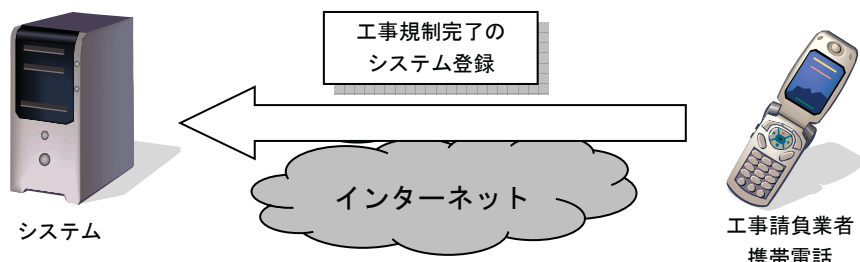 工事規制完了の
システム登録
インターネット
システム
工事請負業者
携帯電話